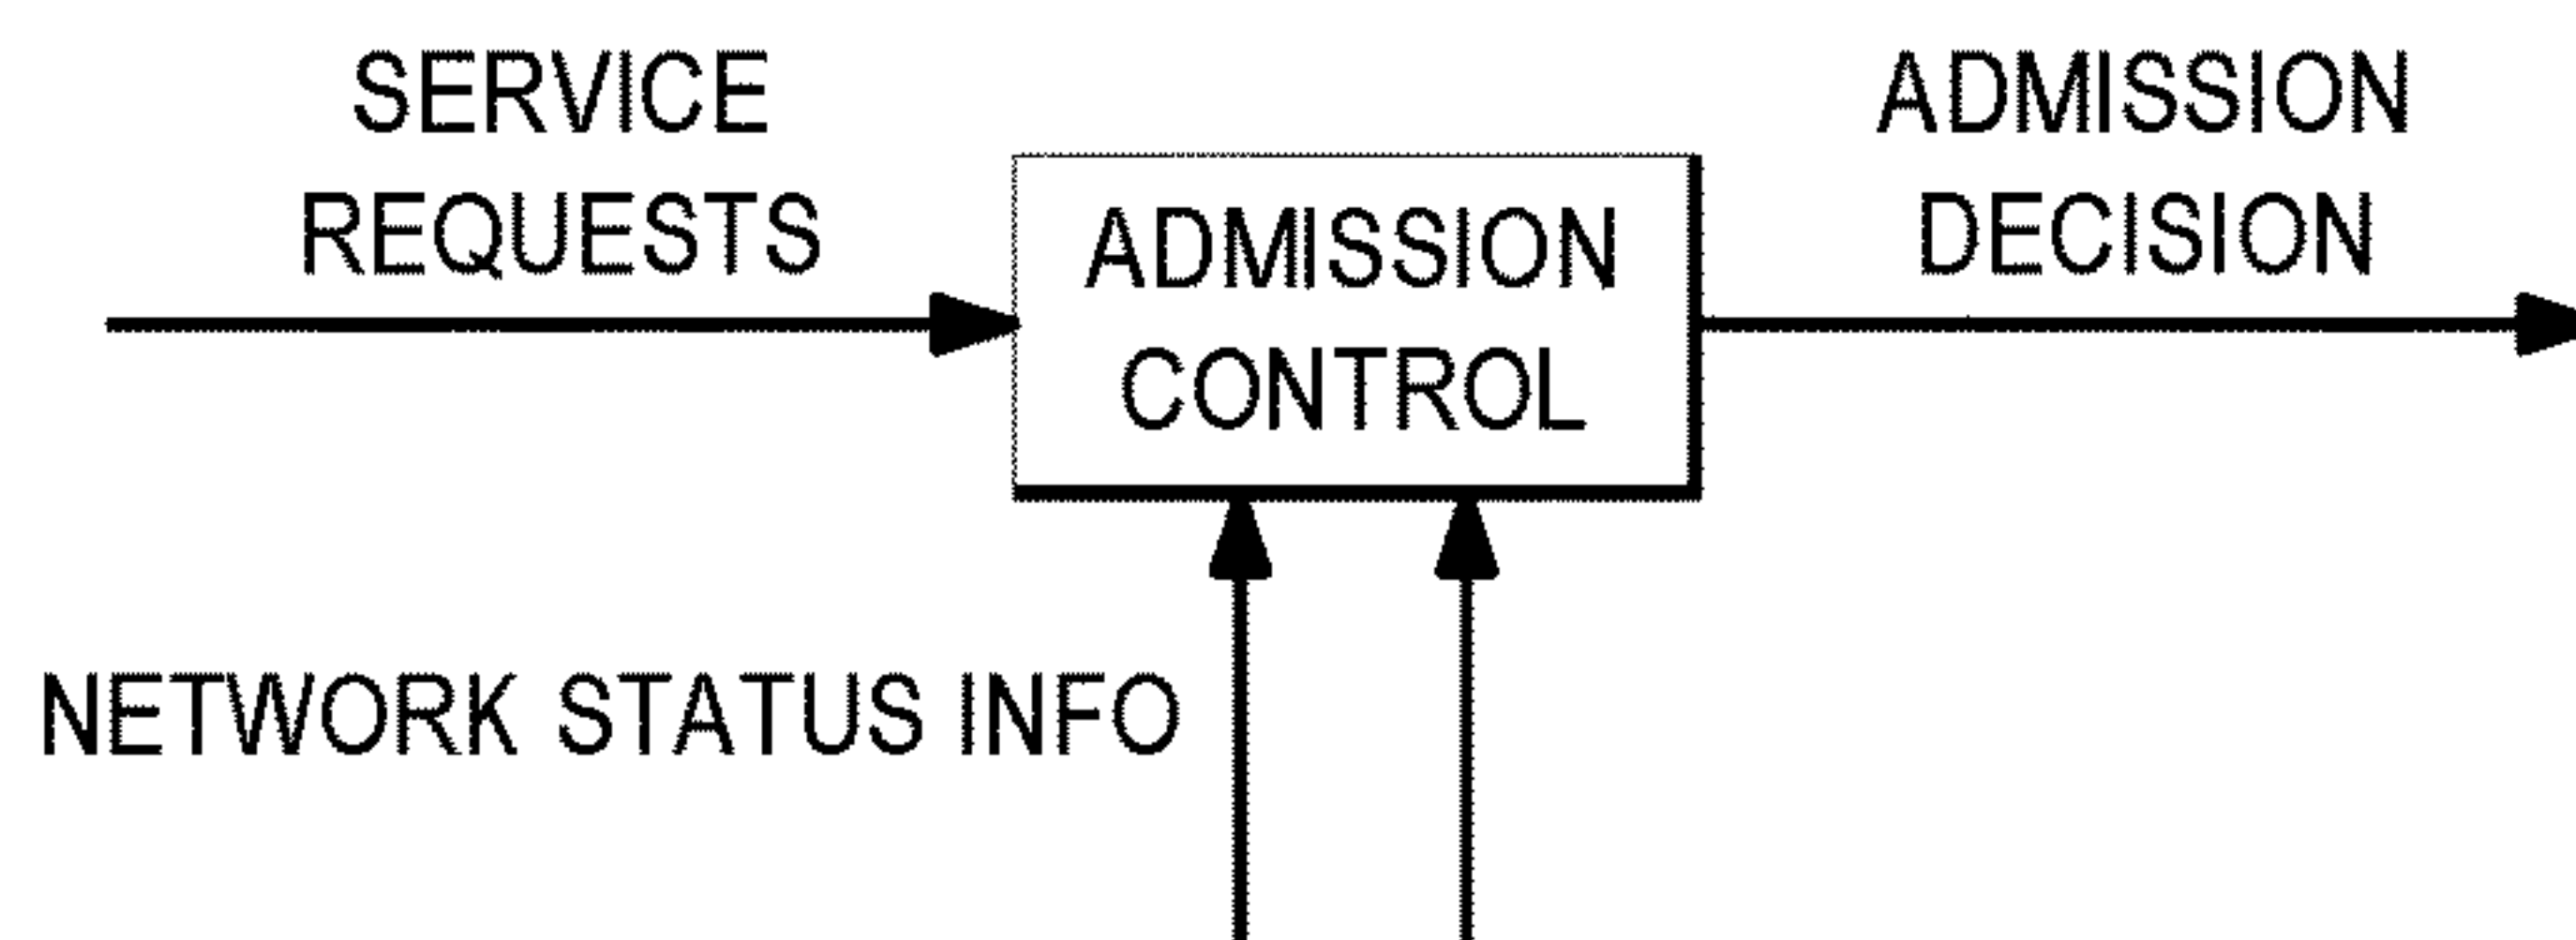 SERVICE
REQUESTS
ADMISSION
CONTROL
ADMISSION
DECISION
NETWORK STATUS INFO